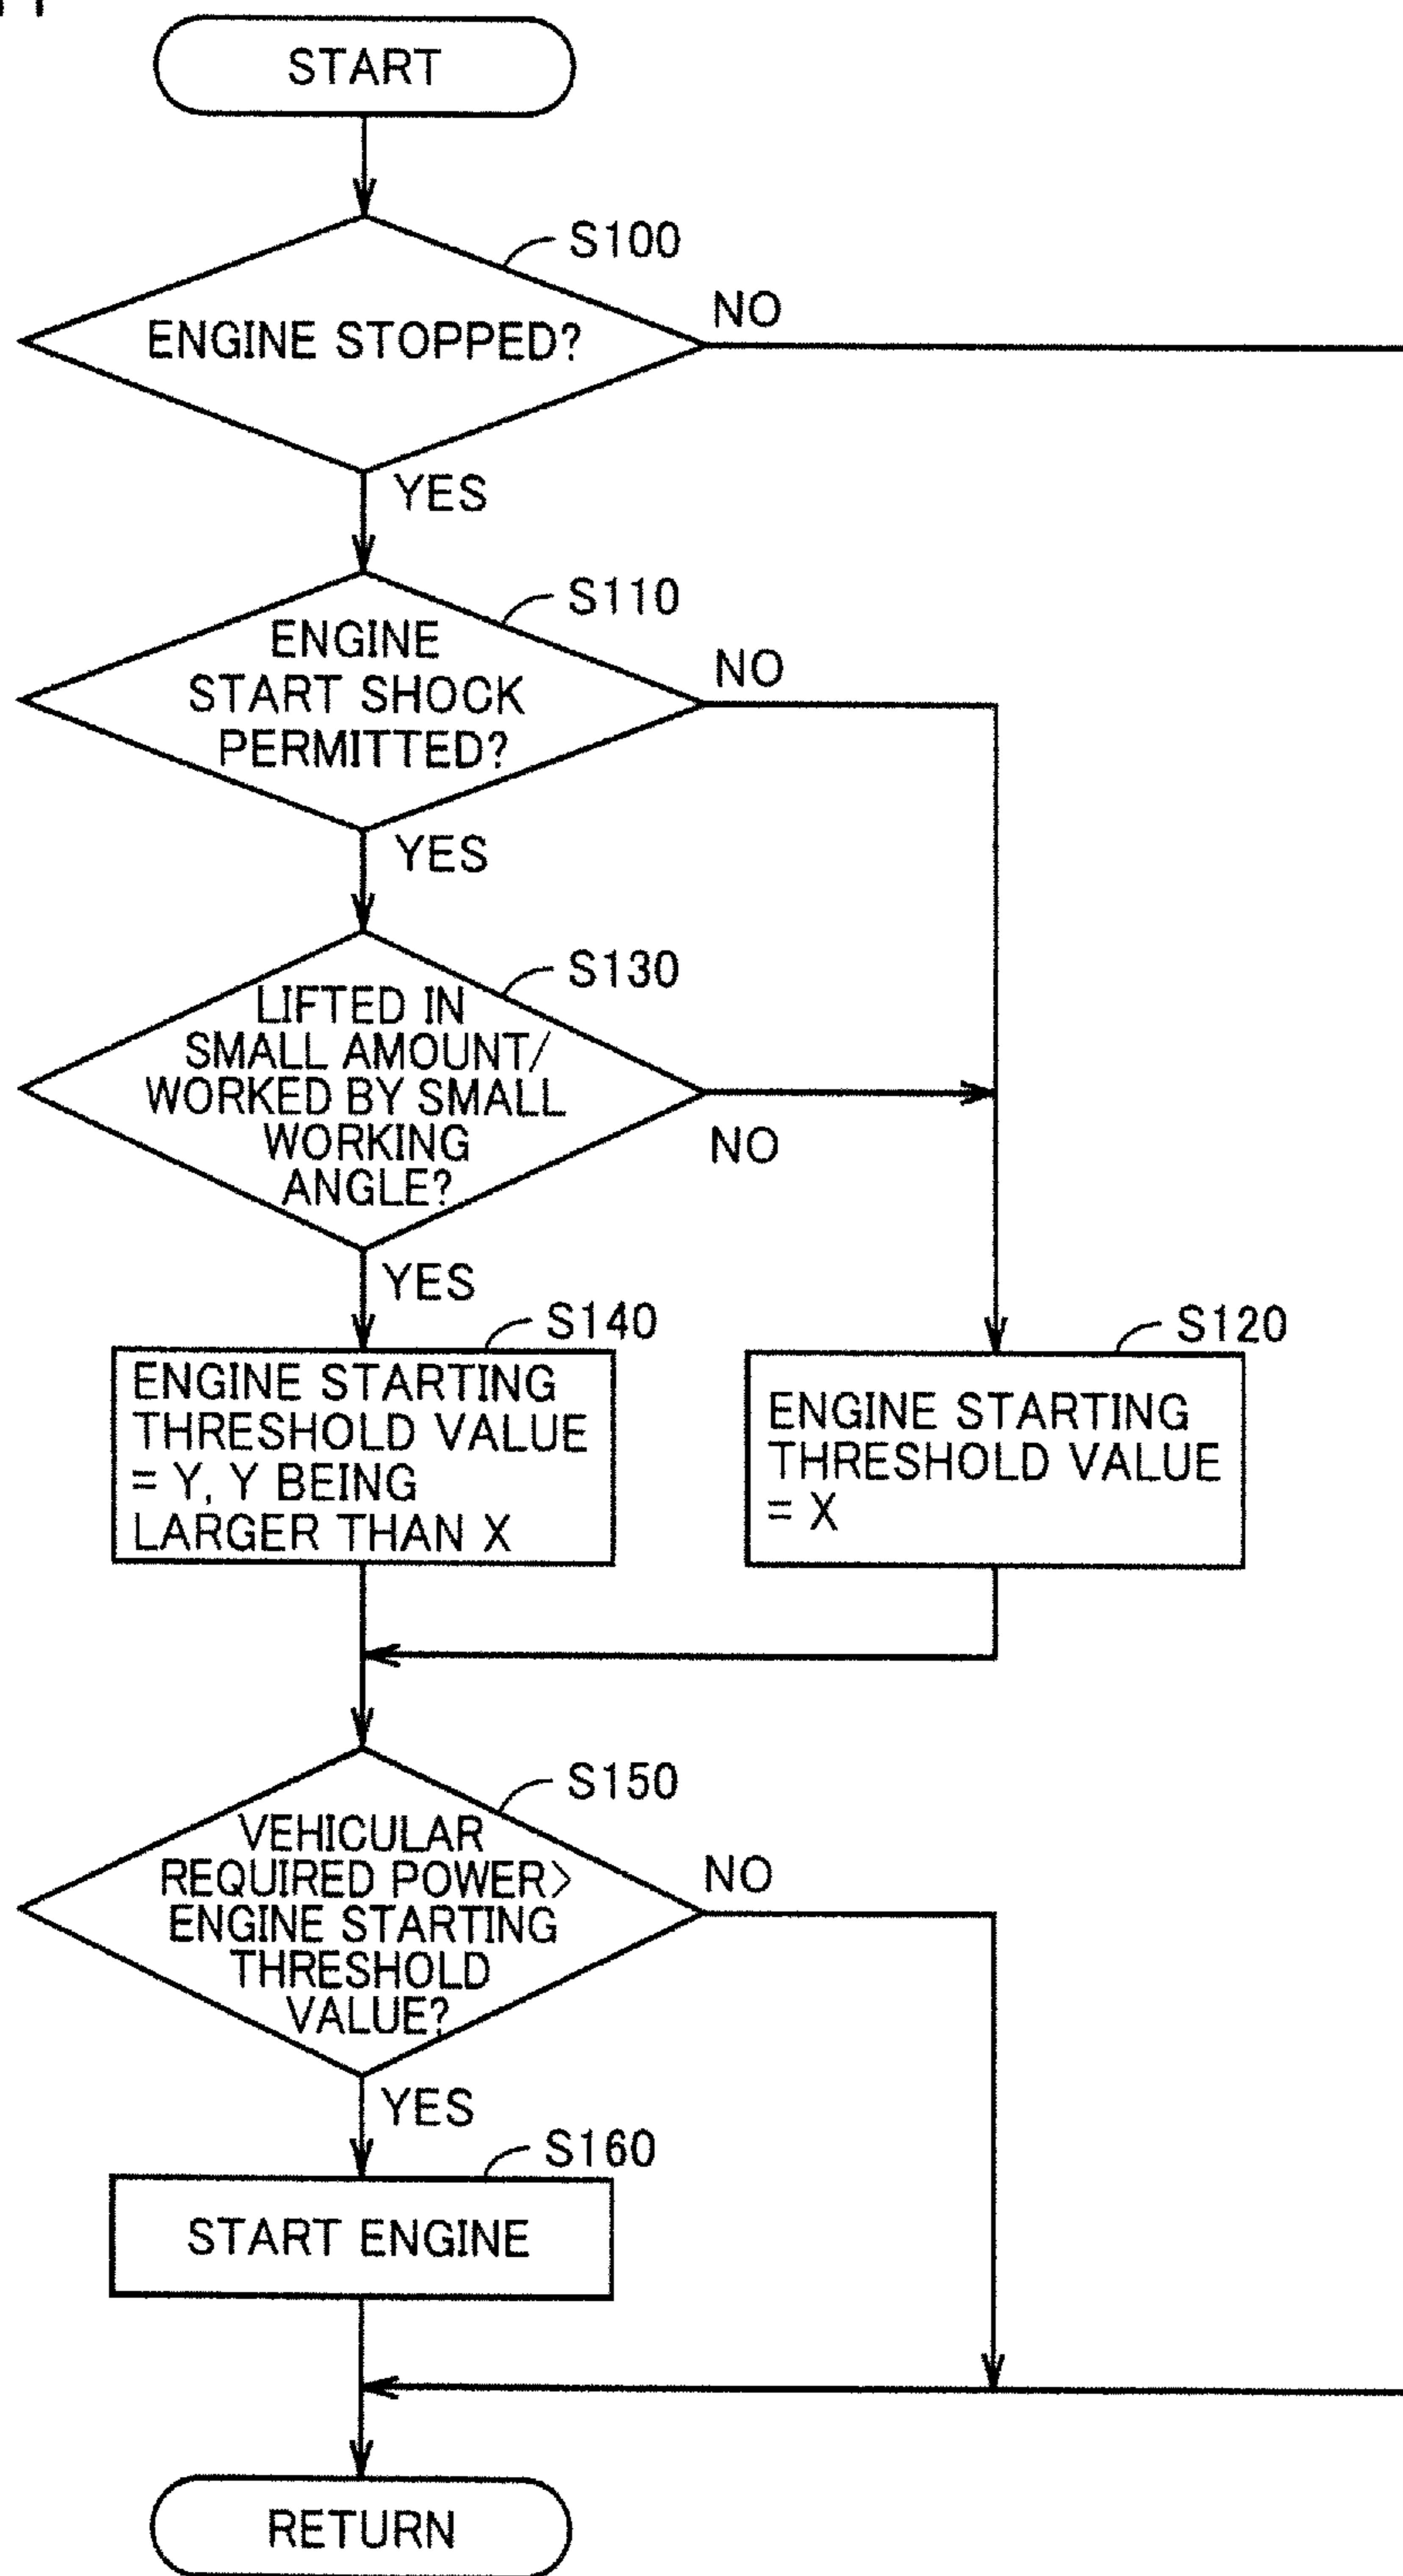 START
S100
ENGINE STOPPED?
NO
YES
S110
ENGINE
START SHOCK
PERMITTED?
NO
YES
S130
LIFTED IN
SMALL AMOUNT/
WORKED BY SMALL
WORKING
ANGLE?
NO
YES
S140
ENGINE STARTING
THRESHOLD VALUE
= Y, Y BEING
LARGER THAN X
S120
ENGINE STARTING
THRESHOLD VALUE
= X
S150
VEHICULAR
REQUIRED POWER>
ENGINE STARTING
THRESHOLD
VALUE?
NO
YES
S160
START ENGINE
RETURN